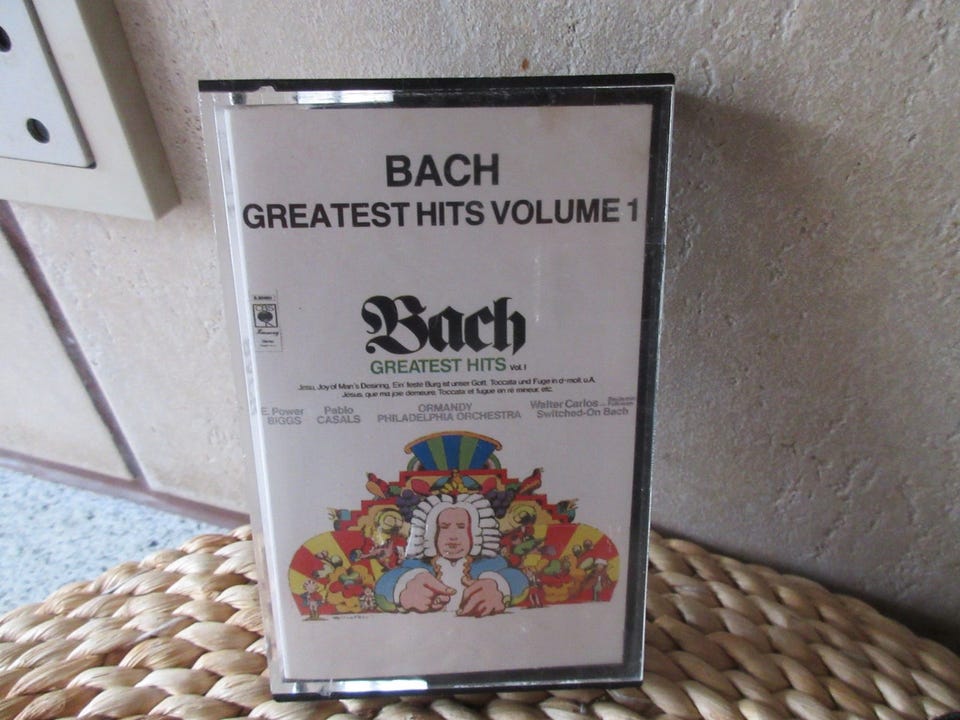 BACH
GREATEST HITS VOLUME 1
CBS
Bach
GREATEST HITS Vol. I
Jesu, Joy of Man's Desiring, Ein' feste Burg ist unser Gott, Toccata und Fuge in d-moll, u.A.
Jésus, que ma joie demeure, Toccata et fugue en ré mineur, etc.
E. Power BIGGS
Pablo CASALS
ORMANDY PHILADELPHIA ORCHESTRA
Walter Carlos
Switched-On Bach